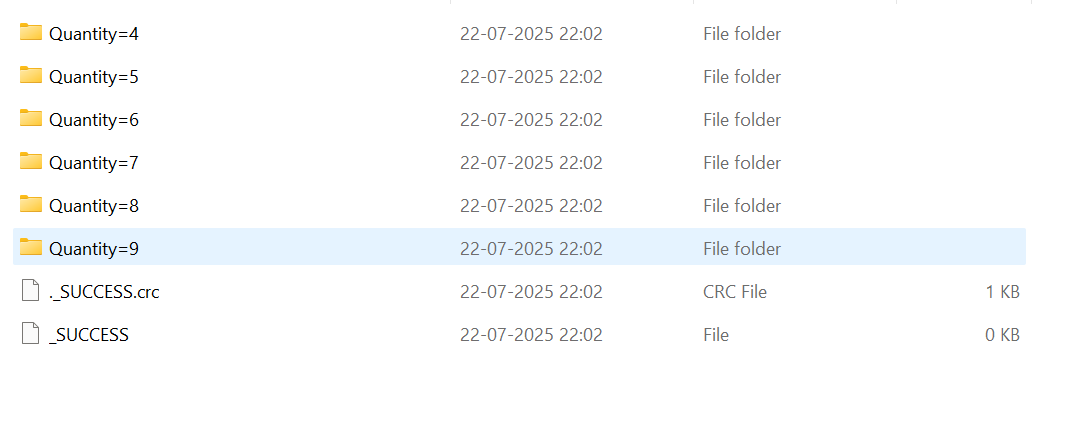 Quantity=4 22-07-2025 22:02 File folder
Quantity=5 22-07-2025 22:02 File folder
Quantity=6 22-07-2025 22:02 File folder
Quantity=7 22-07-2025 22:02 File folder
Quantity=8 22-07-2025 22:02 File folder
Quantity=9 22-07-2025 22:02 File folder
._SUCCESS.crc 22-07-2025 22:02 CRC File 1 KB
_SUCCESS 22-07-2025 22:02 File 0 KB